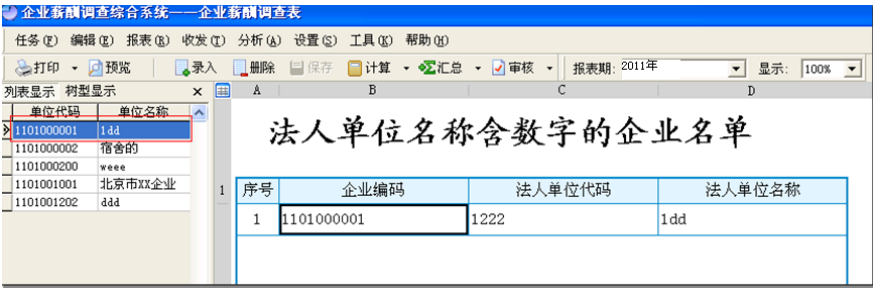 企业薪酬调查综合系统——企业薪酬调查表
任务(F) 编辑(E) 报表(R) 收发(T) 分析(A) 设置(S) 工具(K) 帮助(H)
打印 预览 录入 删除 保存 计算 汇总 审核 报表期: 2011年 显示: 100%
列表显示 树型显示 A B C D
单位代码 单位名称
1101000001 1dd
1101000002 宿舍的
1101000200 weee
1101001001 北京市XX企业
1101001202 ddd
法人单位名称含数字的企业名单
1 序号 企业编码 法人单位代码 法人单位名称
1 1101000001 1222 1dd